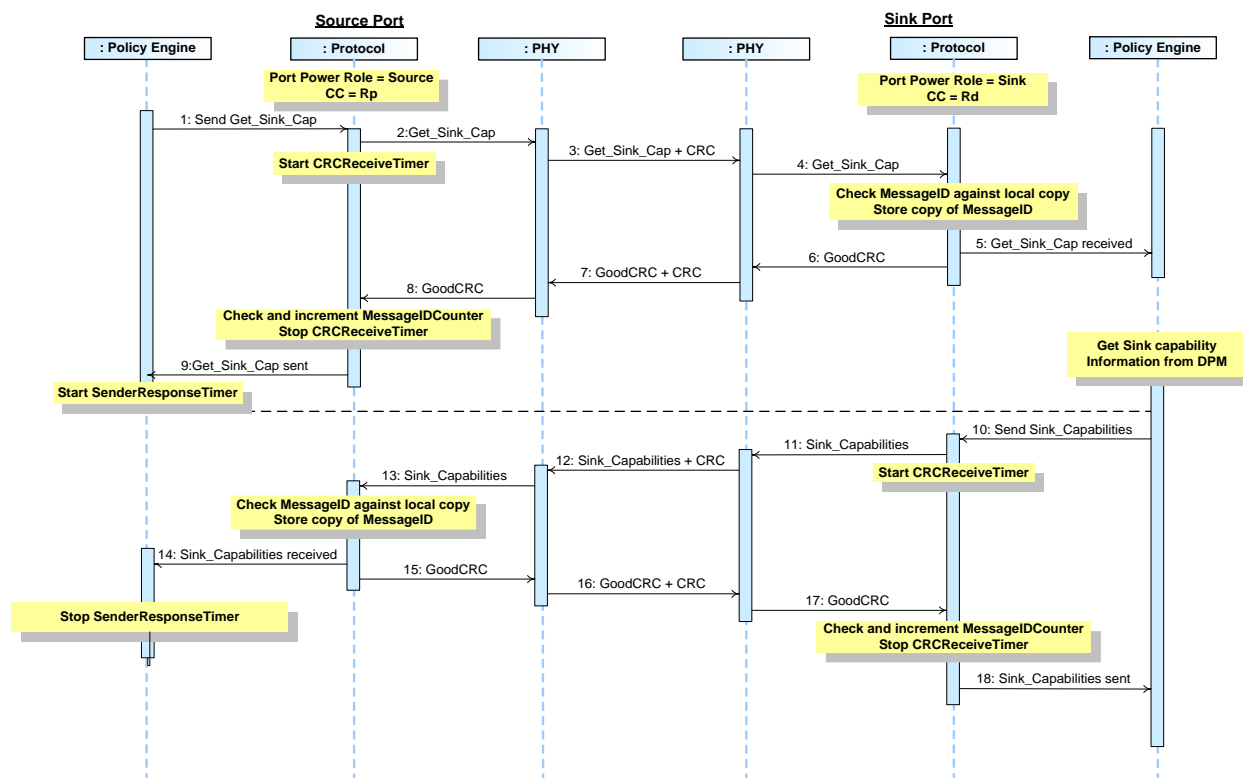 Source Port
Sink Port
: Policy Engine
: Protocol
: PHY
: PHY
: Protocol
: Policy Engine
Port Power Role = Source
CC = Rp
Port Power Role = Sink
CC = Rd
1: Send Get_Sink_Cap
2:Get_Sink_Cap
Start CRCReceiveTimer
3: Get_Sink_Cap + CRC
4: Get_Sink_Cap
Check MessageID against local copy
Store copy of MessageID
5: Get_Sink_Cap received
6: GoodCRC
7: GoodCRC + CRC
8: GoodCRC
Check and increment MessageIDCounter
Stop CRCReceiveTimer
9:Get_Sink_Cap sent
Start SenderResponseTimer
Get Sink capability
Information from DPM
10: Send Sink_Capabilities
11: Sink_Capabilities
Start CRCReceiveTimer
12: Sink_Capabilities + CRC
13: Sink_Capabilities
Check MessageID against local copy
Store copy of MessageID
14: Sink_Capabilities received
15: GoodCRC
16: GoodCRC + CRC
17: GoodCRC
Stop SenderResponseTimer
Check and increment MessageIDCounter
Stop CRCReceiveTimer
18: Sink_Capabilities sent